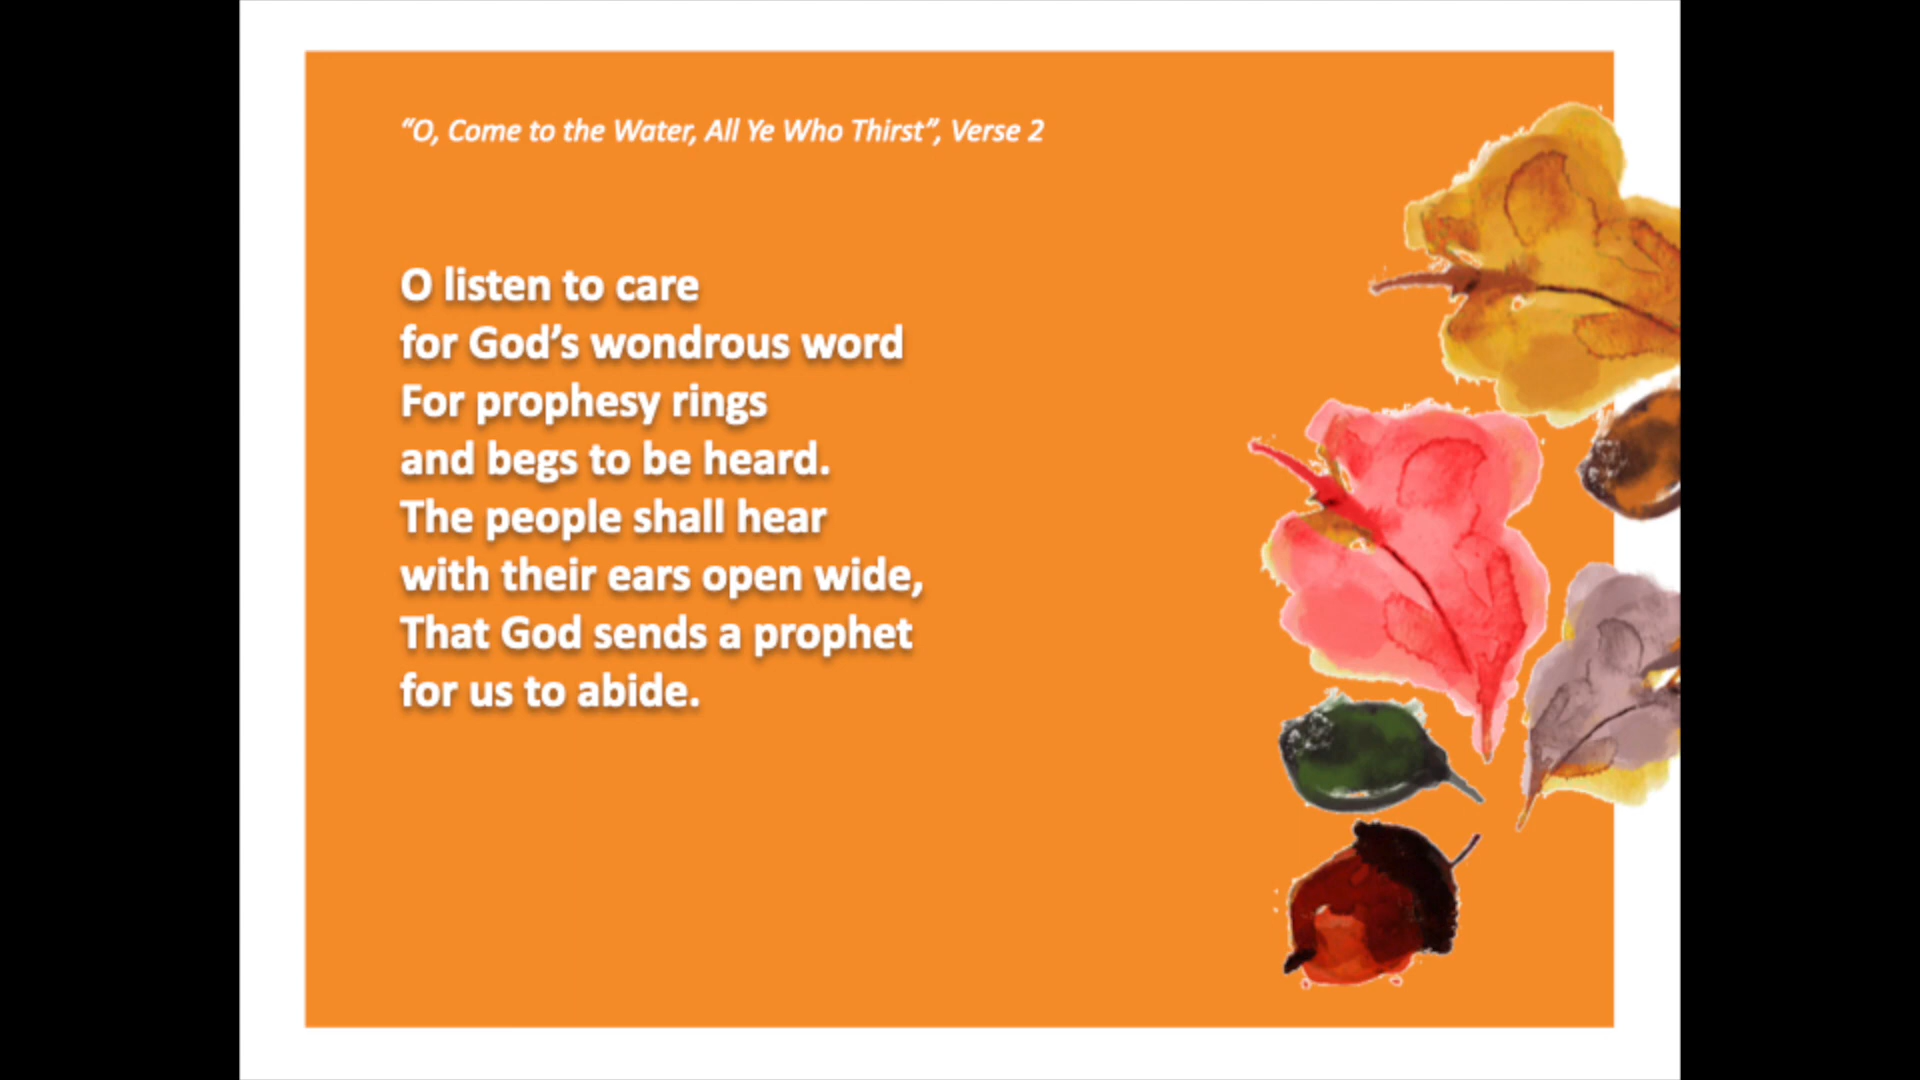 “O, Come to the Water, All Ye Who Thirst”, Verse 2
O listen to care
for God’s wondrous word
For prophesy rings
and begs to be heard.
The people shall hear
with their ears open wide,
That God sends a prophet
for us to abide.